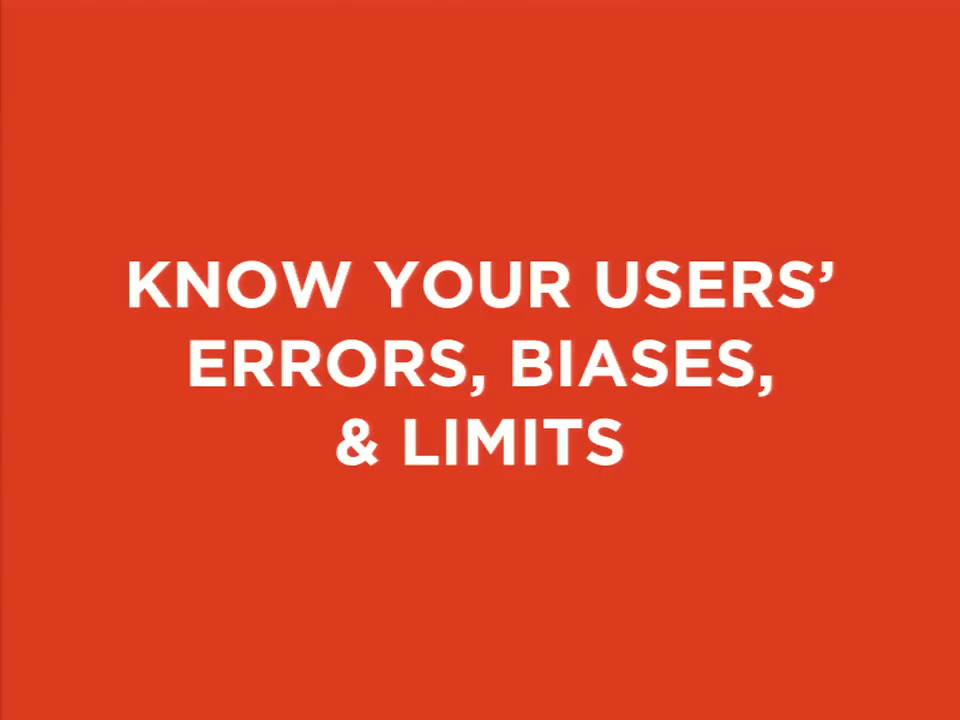 KNOW YOUR USERS’
ERRORS, BIASES,
& LIMITS